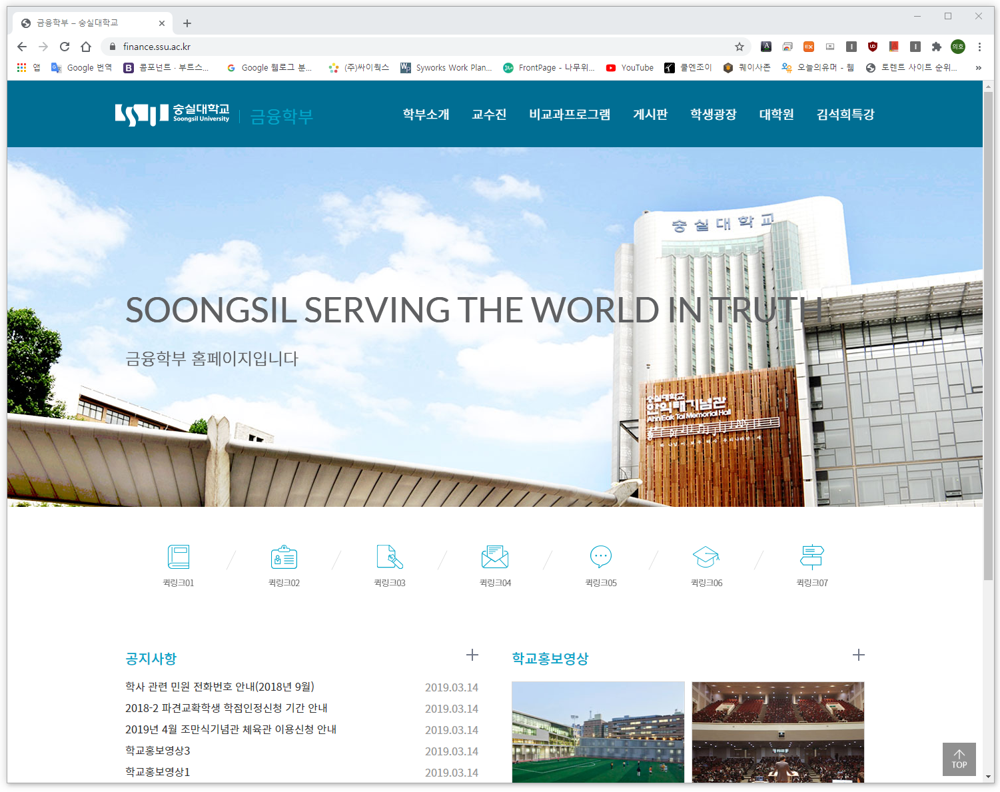 금융학부 – 숭실대학교
finance.ssu.ac.kr
앱
Google 번역
콤포넌트 · 부트스...
Google 웹로그 분...
(주)싸이웍스
Syworks Work Plan...
FrontPage - 나무위...
YouTube
쿨엔조이
퀘이사존
오늘의유머 - 웹
토렌트 사이트 순위...
숭실대학교
Soongsil University
금융학부
학부소개
교수진
비교과프로그램
게시판
학생광장
대학원
김석희특강
숭실대학교
SOONGSIL SERVING THE WORLD IN TRUTH
금융학부 홈페이지입니다
숭실대학교
안익태기념관
Ahn Eak Tai Memorial Hall
퀵링크01
퀵링크02
퀵링크03
퀵링크04
퀵링크05
퀵링크06
퀵링크07
공지사항
학사 관련 민원 전화번호 안내(2018년 9월) 2019.03.14
2018-2 파견교환학생 학점인정신청 기간 안내 2019.03.14
2019년 4월 조만식기념관 체육관 이용신청 안내 2019.03.14
학교홍보영상3 2019.03.14
학교홍보영상1 2019.03.14
학교홍보영상
TOP